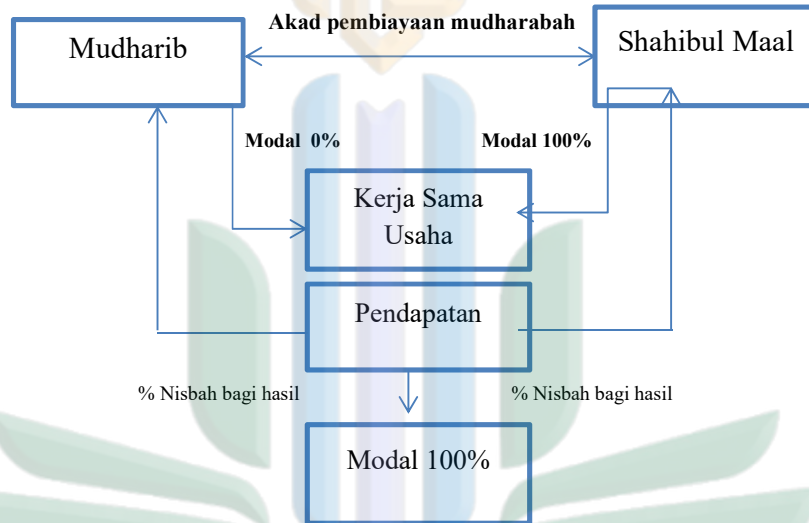 Akad pembiayaan mudharabah
Mudharib
Shahibul Maal
Modal 0%
Modal 100%
Kerja Sama
Usaha
Pendapatan
% Nisbah bagi hasil
% Nisbah bagi hasil
Modal 100%